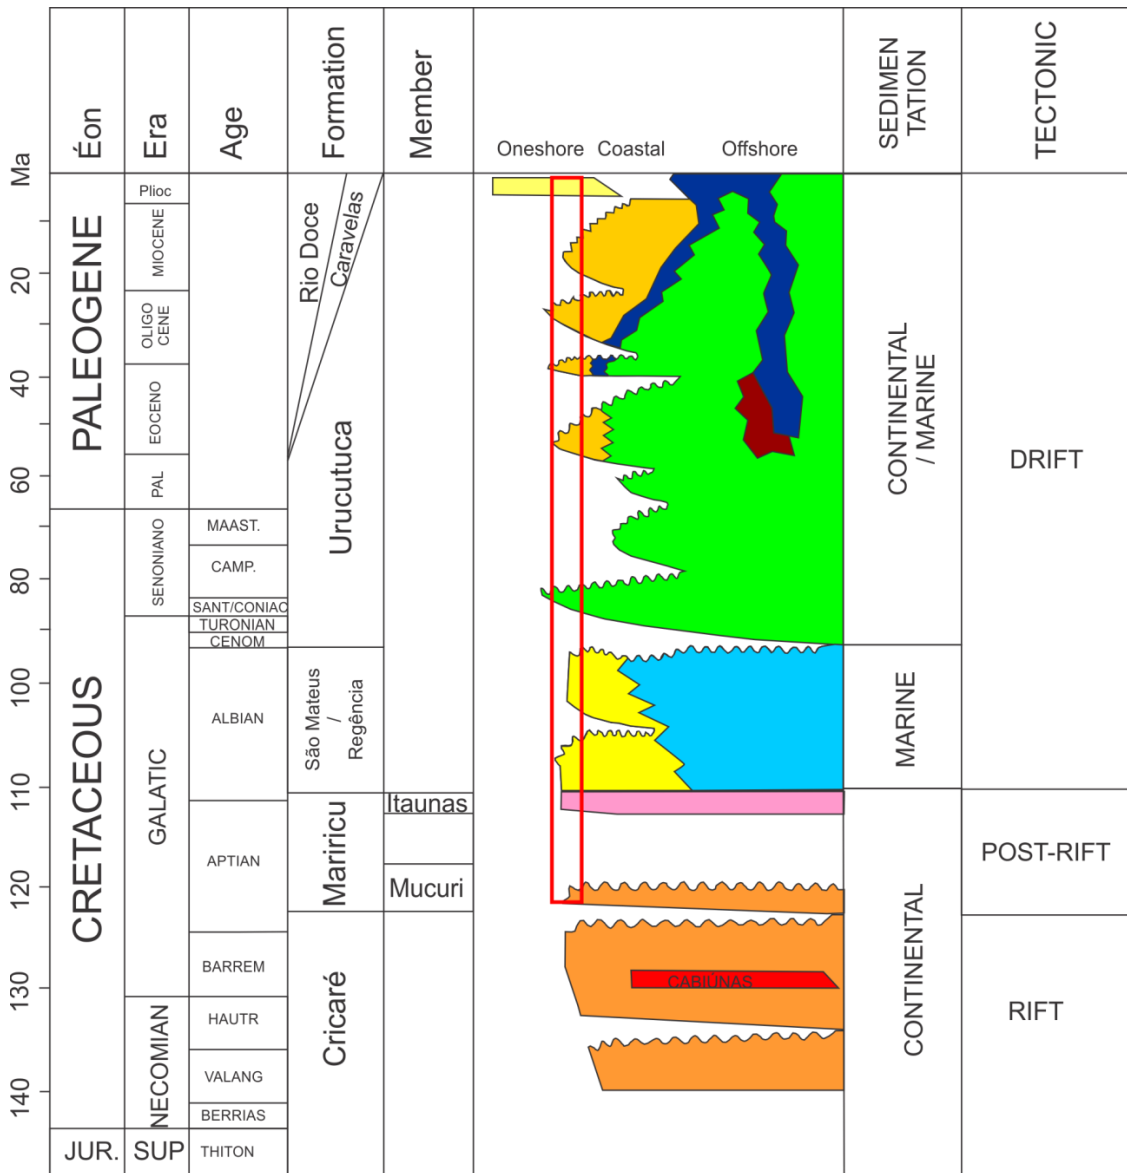 Ma
Éon
Era
Age
Formation
Member
Oneshore
Coastal
Offshore
SEDIMEN
TATION
TECTONIC
20
40
60
80
100
110
120
130
140
PALEOGENE
CRETACEOUS
JUR.
Plioc
MIOCENE
OLIGO
CENE
EOCENO
PAL
SENONIANO
GALATIC
NECOMIAN
SUP
MAAST.
CAMP.
SANT/CONIAC
TURONIAN
CENOM
ALBIAN
APTIAN
BARREM
HAUTR
VALANG
BERRIAS
THITON
Rio Doce
Caravelas
Urucutuca
São Mateus
/
Regência
Mariricu
Cricaré
Itaunas
Mucuri
CABIÚNAS
CONTINENTAL
/ MARINE
MARINE
CONTINENTAL
DRIFT
POST-RIFT
RIFT